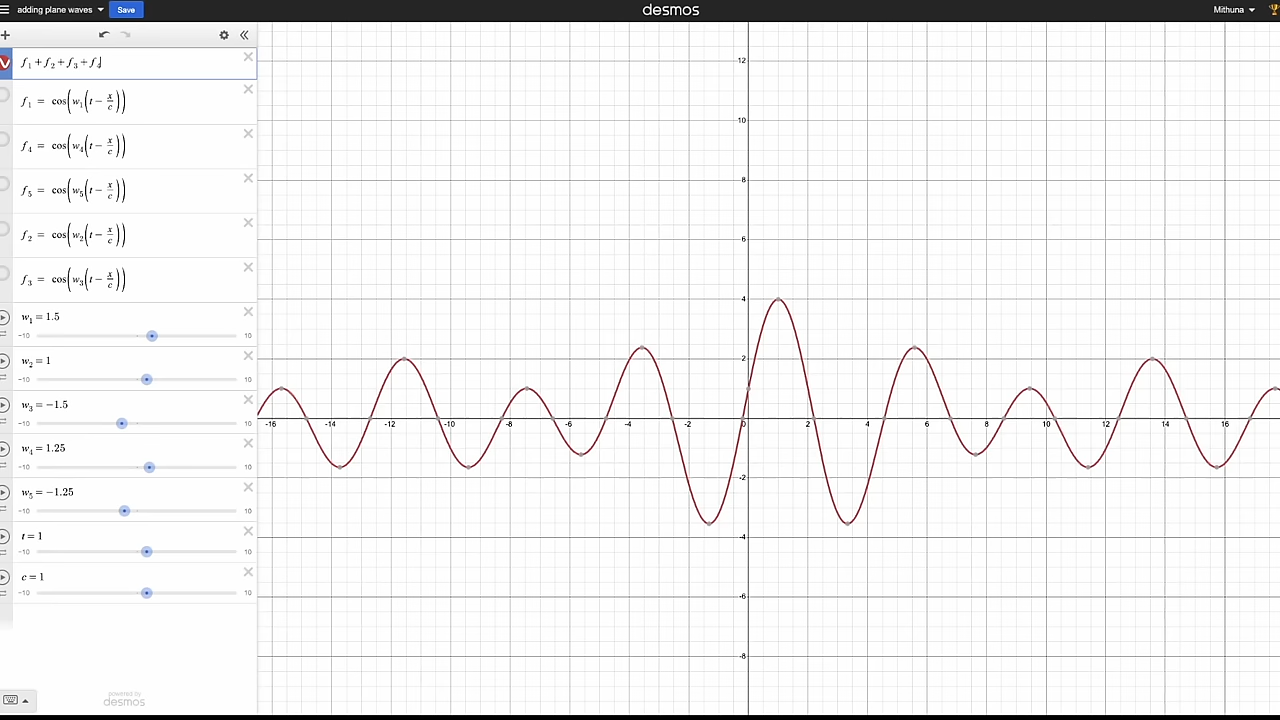 adding plane waves
Save
desmos
Mithuna
f₁ + f₂ + f₃ + f₄
f₁ = cos(w₁(t − x/c))
f₄ = cos(w₄(t − x/c))
f₅ = cos(w₅(t − x/c))
f₂ = cos(w₂(t − x/c))
f₃ = cos(w₃(t − x/c))
w₁ = 1.5
-10 10
w₂ = 1
-10 10
w₃ = −1.5
-10 10
w₄ = 1.25
-10 10
w₅ = −1.25
-10 10
t = 1
-10 10
c = 1
-10 10
powered by
desmos
12
10
8
6
4
2
-16 -14 -12 -10 -8 -6 -4 -2 0 2 4 6 8 10 12 14 16
-2
-4
-6
-8